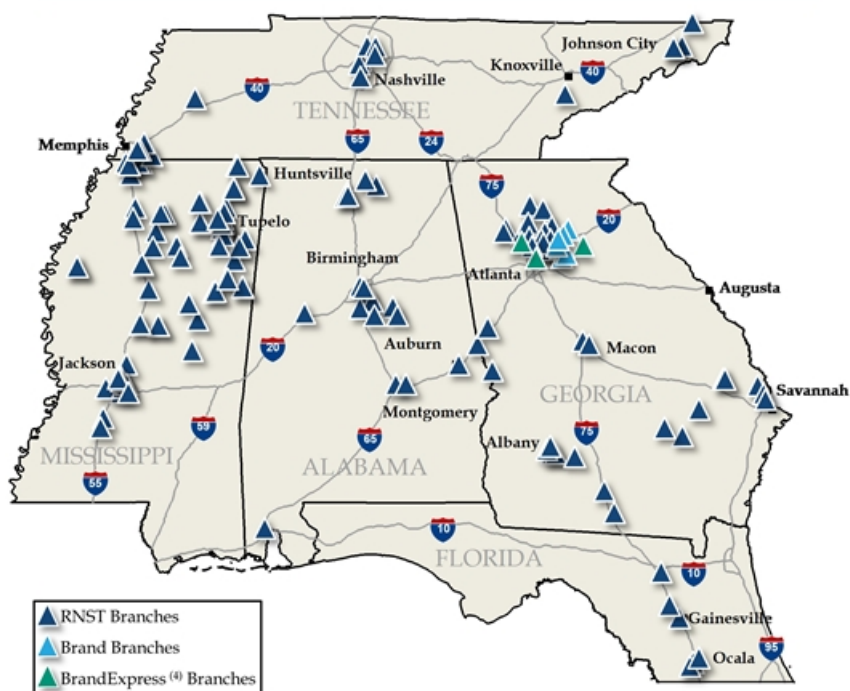 Johnson City
Knoxville
40
Nashville
40
TENNESSEE
Memphis
65
24
Huntsville
75
Tupelo
20
Birmingham
Atlanta
Augusta
Auburn
20
Macon
Jackson
GEORGIA
Savannah
Montgomery
59
75
65
Albany
MISSISSIPPI
ALABAMA
55
10
FLORIDA
10
RNST Branches
Gainesville
Brand Branches
95
Ocala
BrandExpress (4) Branches